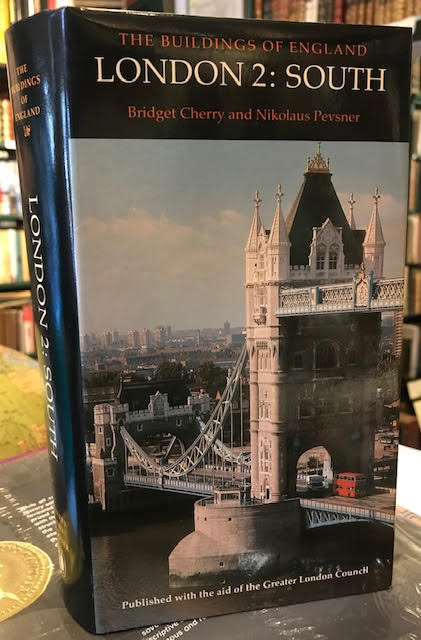 THE BUILDINGS OF ENGLAND
LONDON 2: SOUTH
Bridget Cherry and Nikolaus Pevsner
Published with the aid of the Greater London Council
THE
BUILDINGS
OF
ENGLAND
LONDON 2: SOUTH